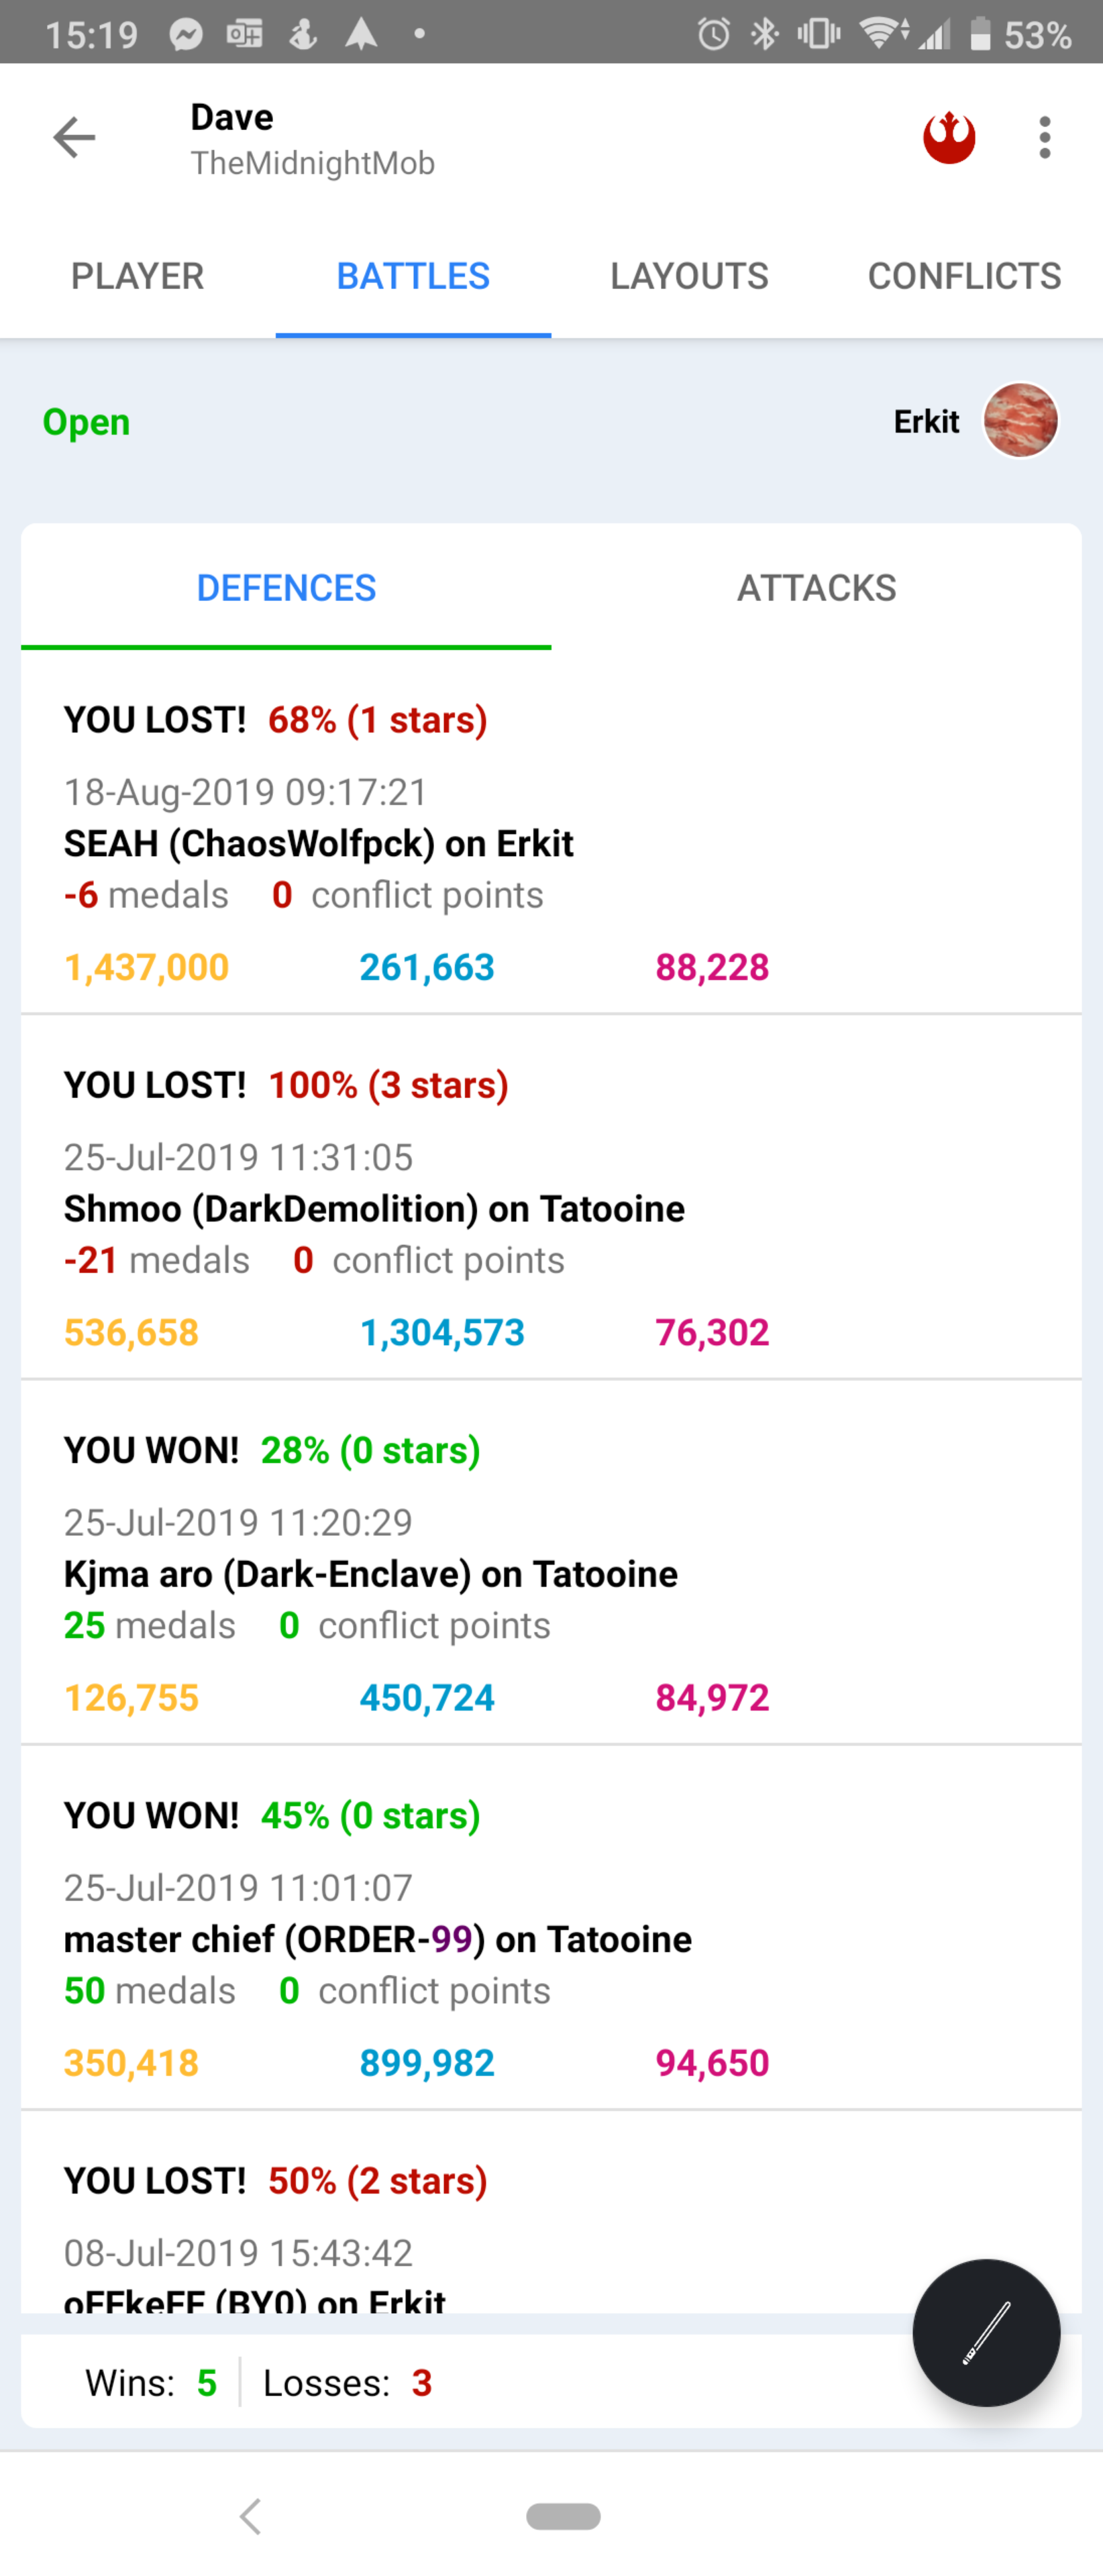 15:19
53%
Dave
TheMidnightMob
PLAYER BATTLES LAYOUTS CONFLICTS
Open Erkit
DEFENCES ATTACKS
YOU LOST! 68% (1 stars)
18-Aug-2019 09:17:21
SEAH (ChaosWolfpck) on Erkit
-6 medals 0 conflict points
1,437,000 261,663 88,228
YOU LOST! 100% (3 stars)
25-Jul-2019 11:31:05
Shmoo (DarkDemolition) on Tatooine
-21 medals 0 conflict points
536,658 1,304,573 76,302
YOU WON! 28% (0 stars)
25-Jul-2019 11:20:29
Kjma aro (Dark-Enclave) on Tatooine
25 medals 0 conflict points
126,755 450,724 84,972
YOU WON! 45% (0 stars)
25-Jul-2019 11:01:07
master chief (ORDER-99) on Tatooine
50 medals 0 conflict points
350,418 899,982 94,650
YOU LOST! 50% (2 stars)
08-Jul-2019 15:43:42
oFFkeFF (BY0) on Erkit
Wins: 5 Losses: 3